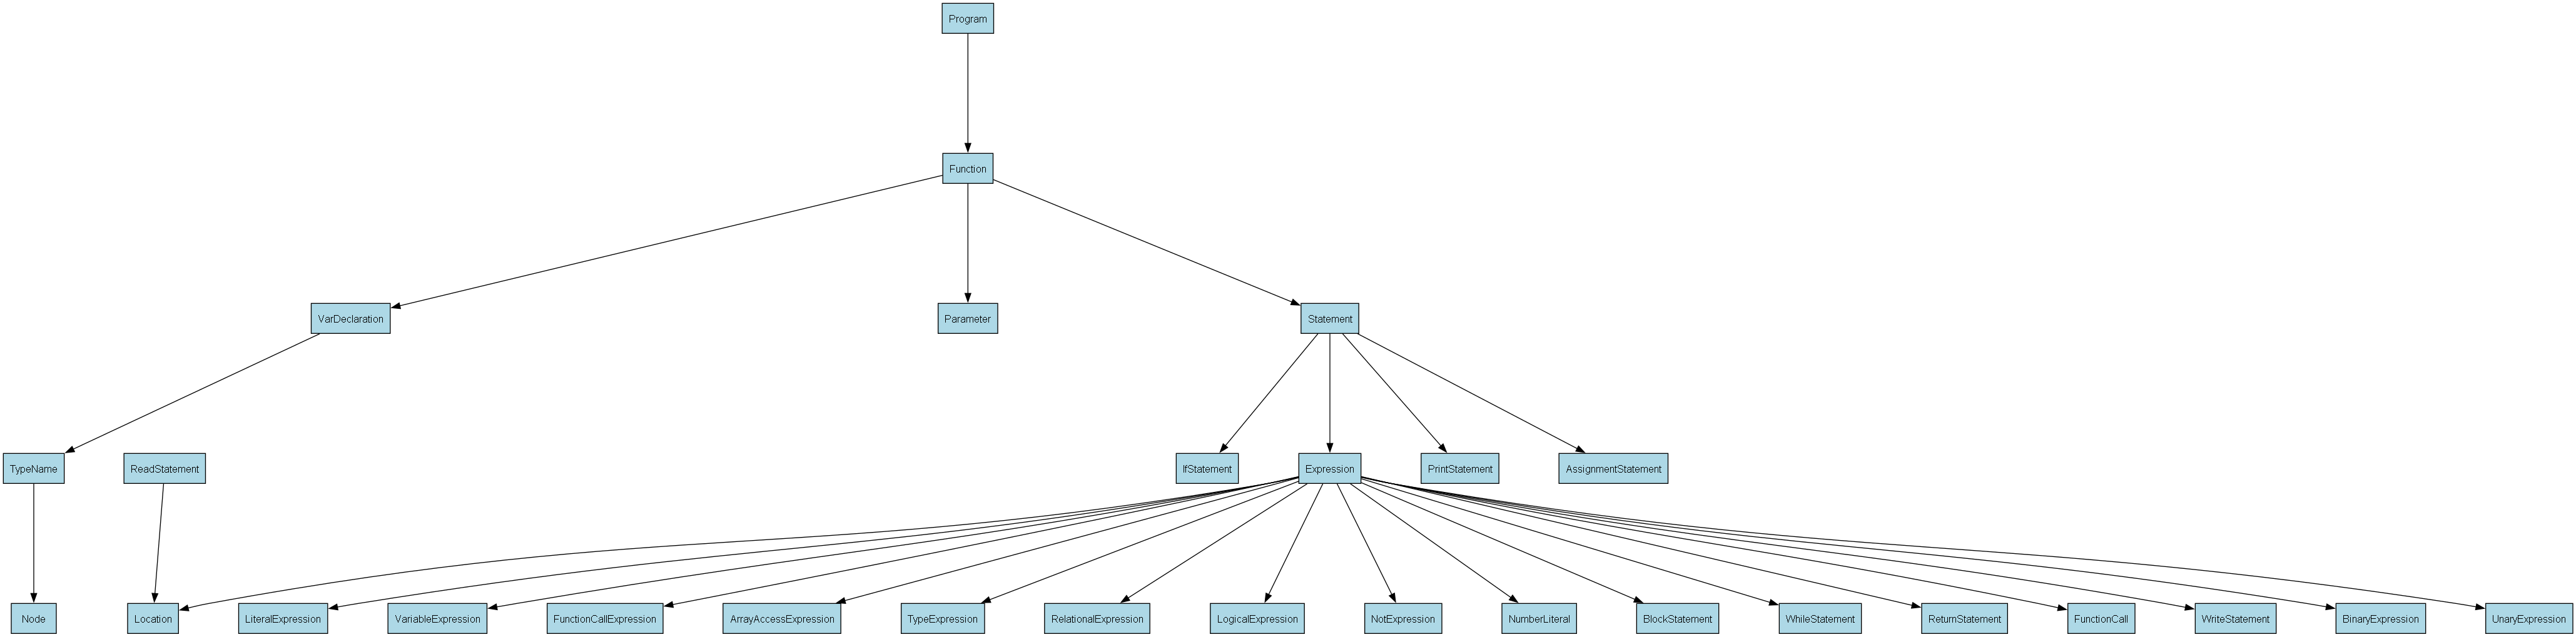 Program
Function
VarDeclaration
Parameter
Statement
TypeName
ReadStatement
IfStatement
Expression
PrintStatement
AssignmentStatement
Node
Location
LiteralExpression
VariableExpression
FunctionCallExpression
ArrayAccessExpression
TypeExpression
RelationalExpression
LogicalExpression
NotExpression
NumberLiteral
BlockStatement
WhileStatement
ReturnStatement
FunctionCall
WriteStatement
BinaryExpression
UnaryExpression